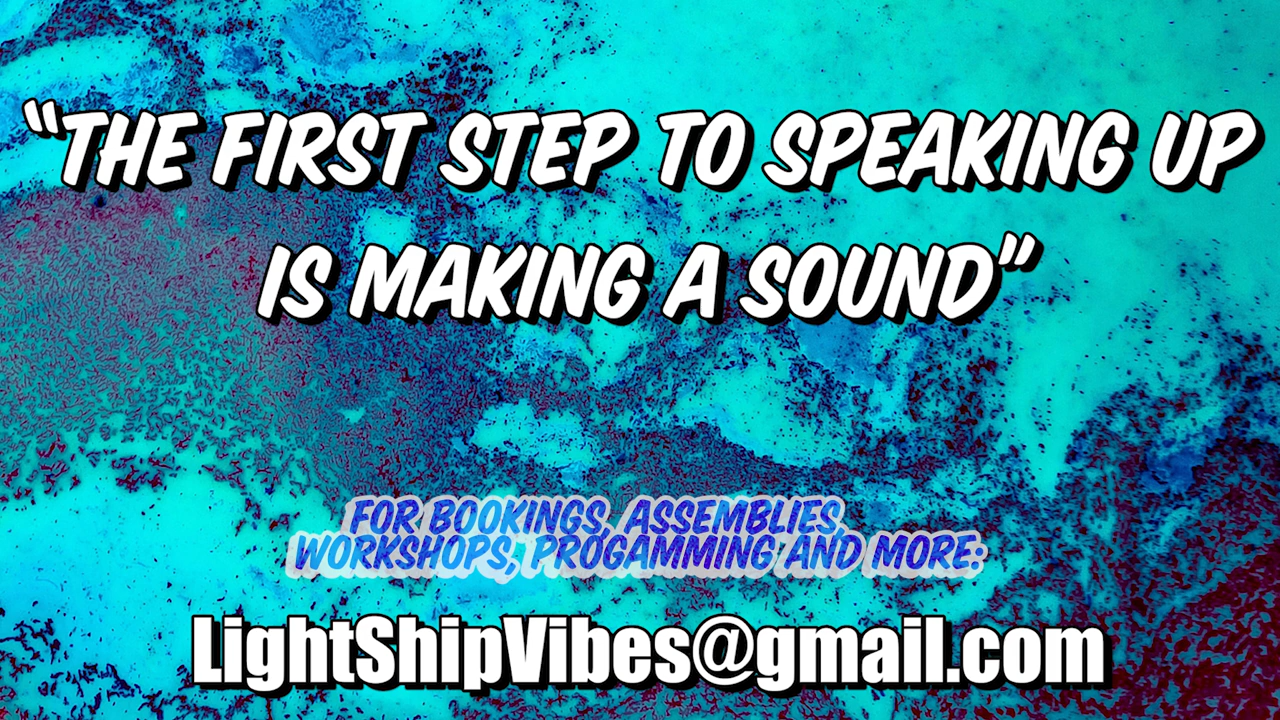 “THE FIRST STEP TO SPEAKING UP
IS MAKING A SOUND”
FOR BOOKINGS, ASSEMBLIES,
WORKSHOPS, PROGAMMING AND MORE:
LightShipVibes@gmail.com